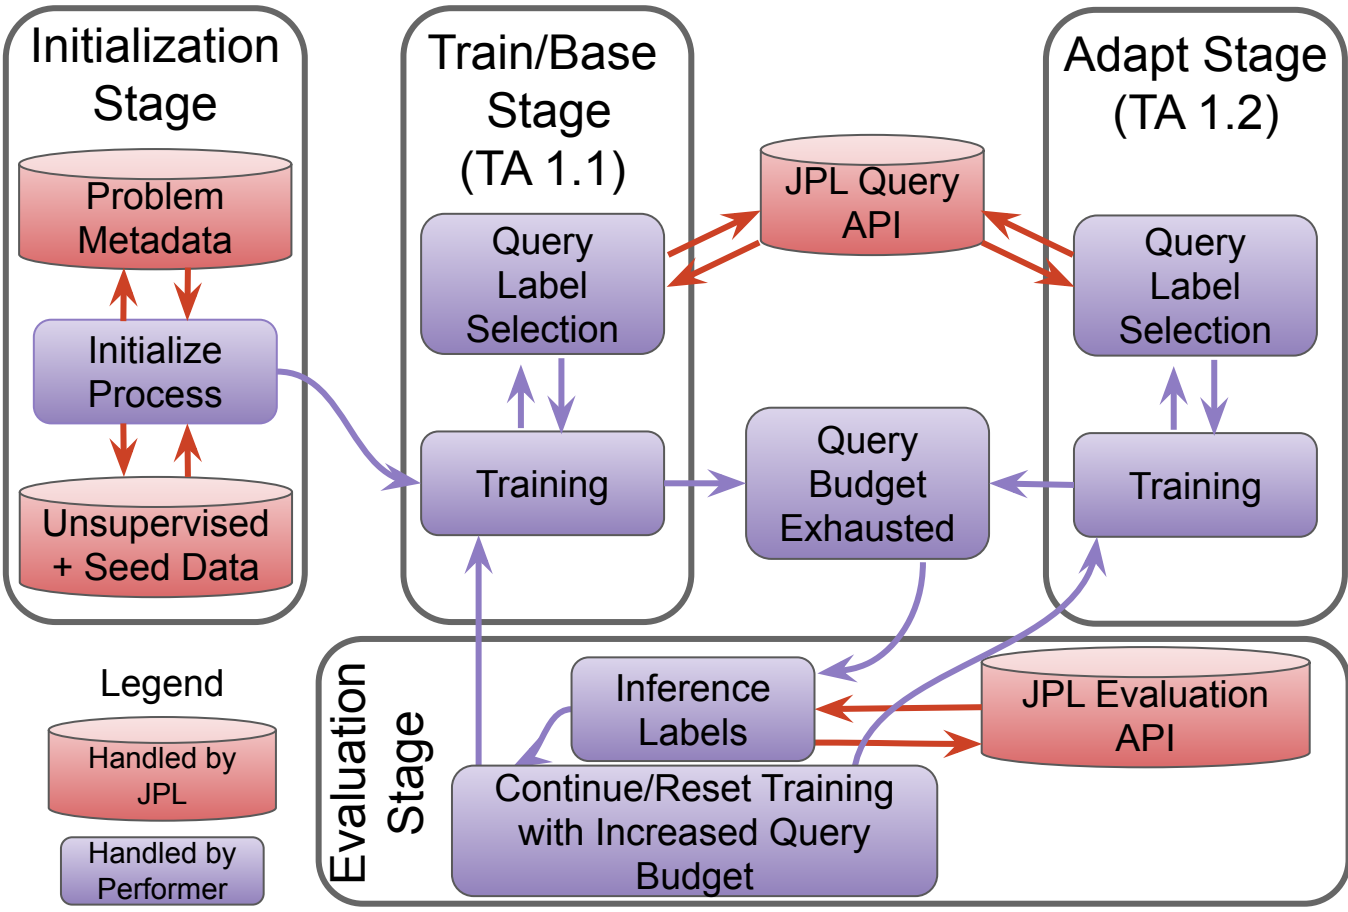 Initialization
Stage
Problem
Metadata
Initialize
Process
Unsupervised
+ Seed Data
Train/Base
Stage
(TA 1.1)
Query
Label
Selection
Training
JPL Query
API
Query
Budget
Exhausted
Adapt Stage
(TA 1.2)
Query
Label
Selection
Training
Evaluation
Stage
Inference
Labels
JPL Evaluation
API
Continue/Reset Training
with Increased Query
Budget
Legend
Handled by
JPL
Handled by
Performer